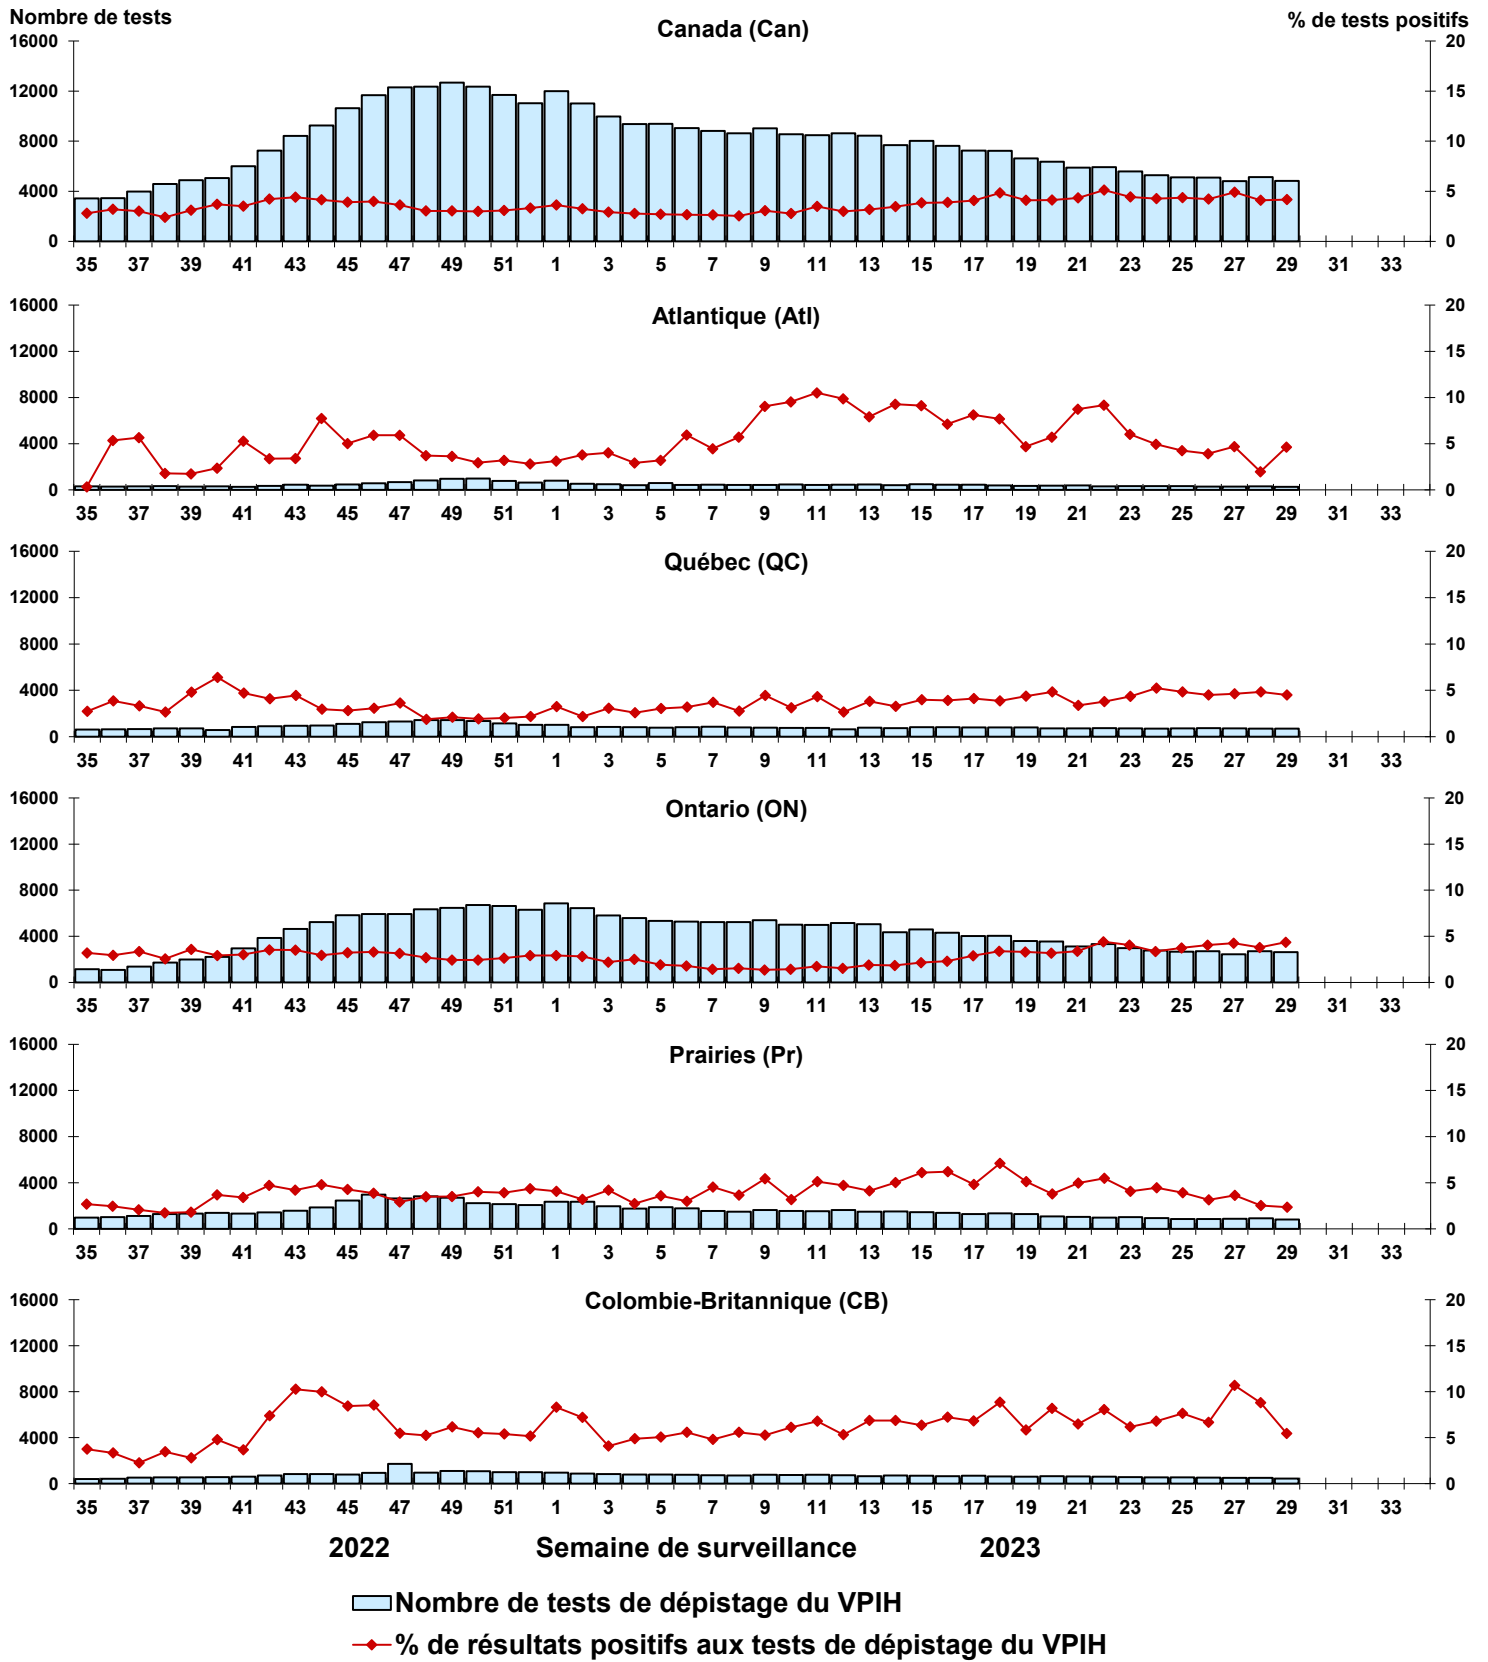 Nombre de tests
% de tests positifs
Canada (Can)
16000 20
12000 15
8000 10
4000 5
0 0
35 37 39 41 43 45 47 49 51 1 3 5 7 9 11 13 15 17 19 21 23 25 27 29 31 33
Atlantique (Atl)
16000 20
12000 15
8000 10
4000 5
0 0
35 37 39 41 43 45 47 49 51 1 3 5 7 9 11 13 15 17 19 21 23 25 27 29 31 33
Québec (QC)
16000 20
12000 15
8000 10
4000 5
0 0
35 37 39 41 43 45 47 49 51 1 3 5 7 9 11 13 15 17 19 21 23 25 27 29 31 33
Ontario (ON)
16000 20
12000 15
8000 10
4000 5
0 0
35 37 39 41 43 45 47 49 51 1 3 5 7 9 11 13 15 17 19 21 23 25 27 29 31 33
Prairies (Pr)
16000 20
12000 15
8000 10
4000 5
0 0
35 37 39 41 43 45 47 49 51 1 3 5 7 9 11 13 15 17 19 21 23 25 27 29 31 33
Colombie-Britannique (CB)
16000 20
12000 15
8000 10
4000 5
0 0
35 37 39 41 43 45 47 49 51 1 3 5 7 9 11 13 15 17 19 21 23 25 27 29 31 33
2022 Semaine de surveillance 2023
Nombre de tests de dépistage du VPIH
% de résultats positifs aux tests de dépistage du VPIH